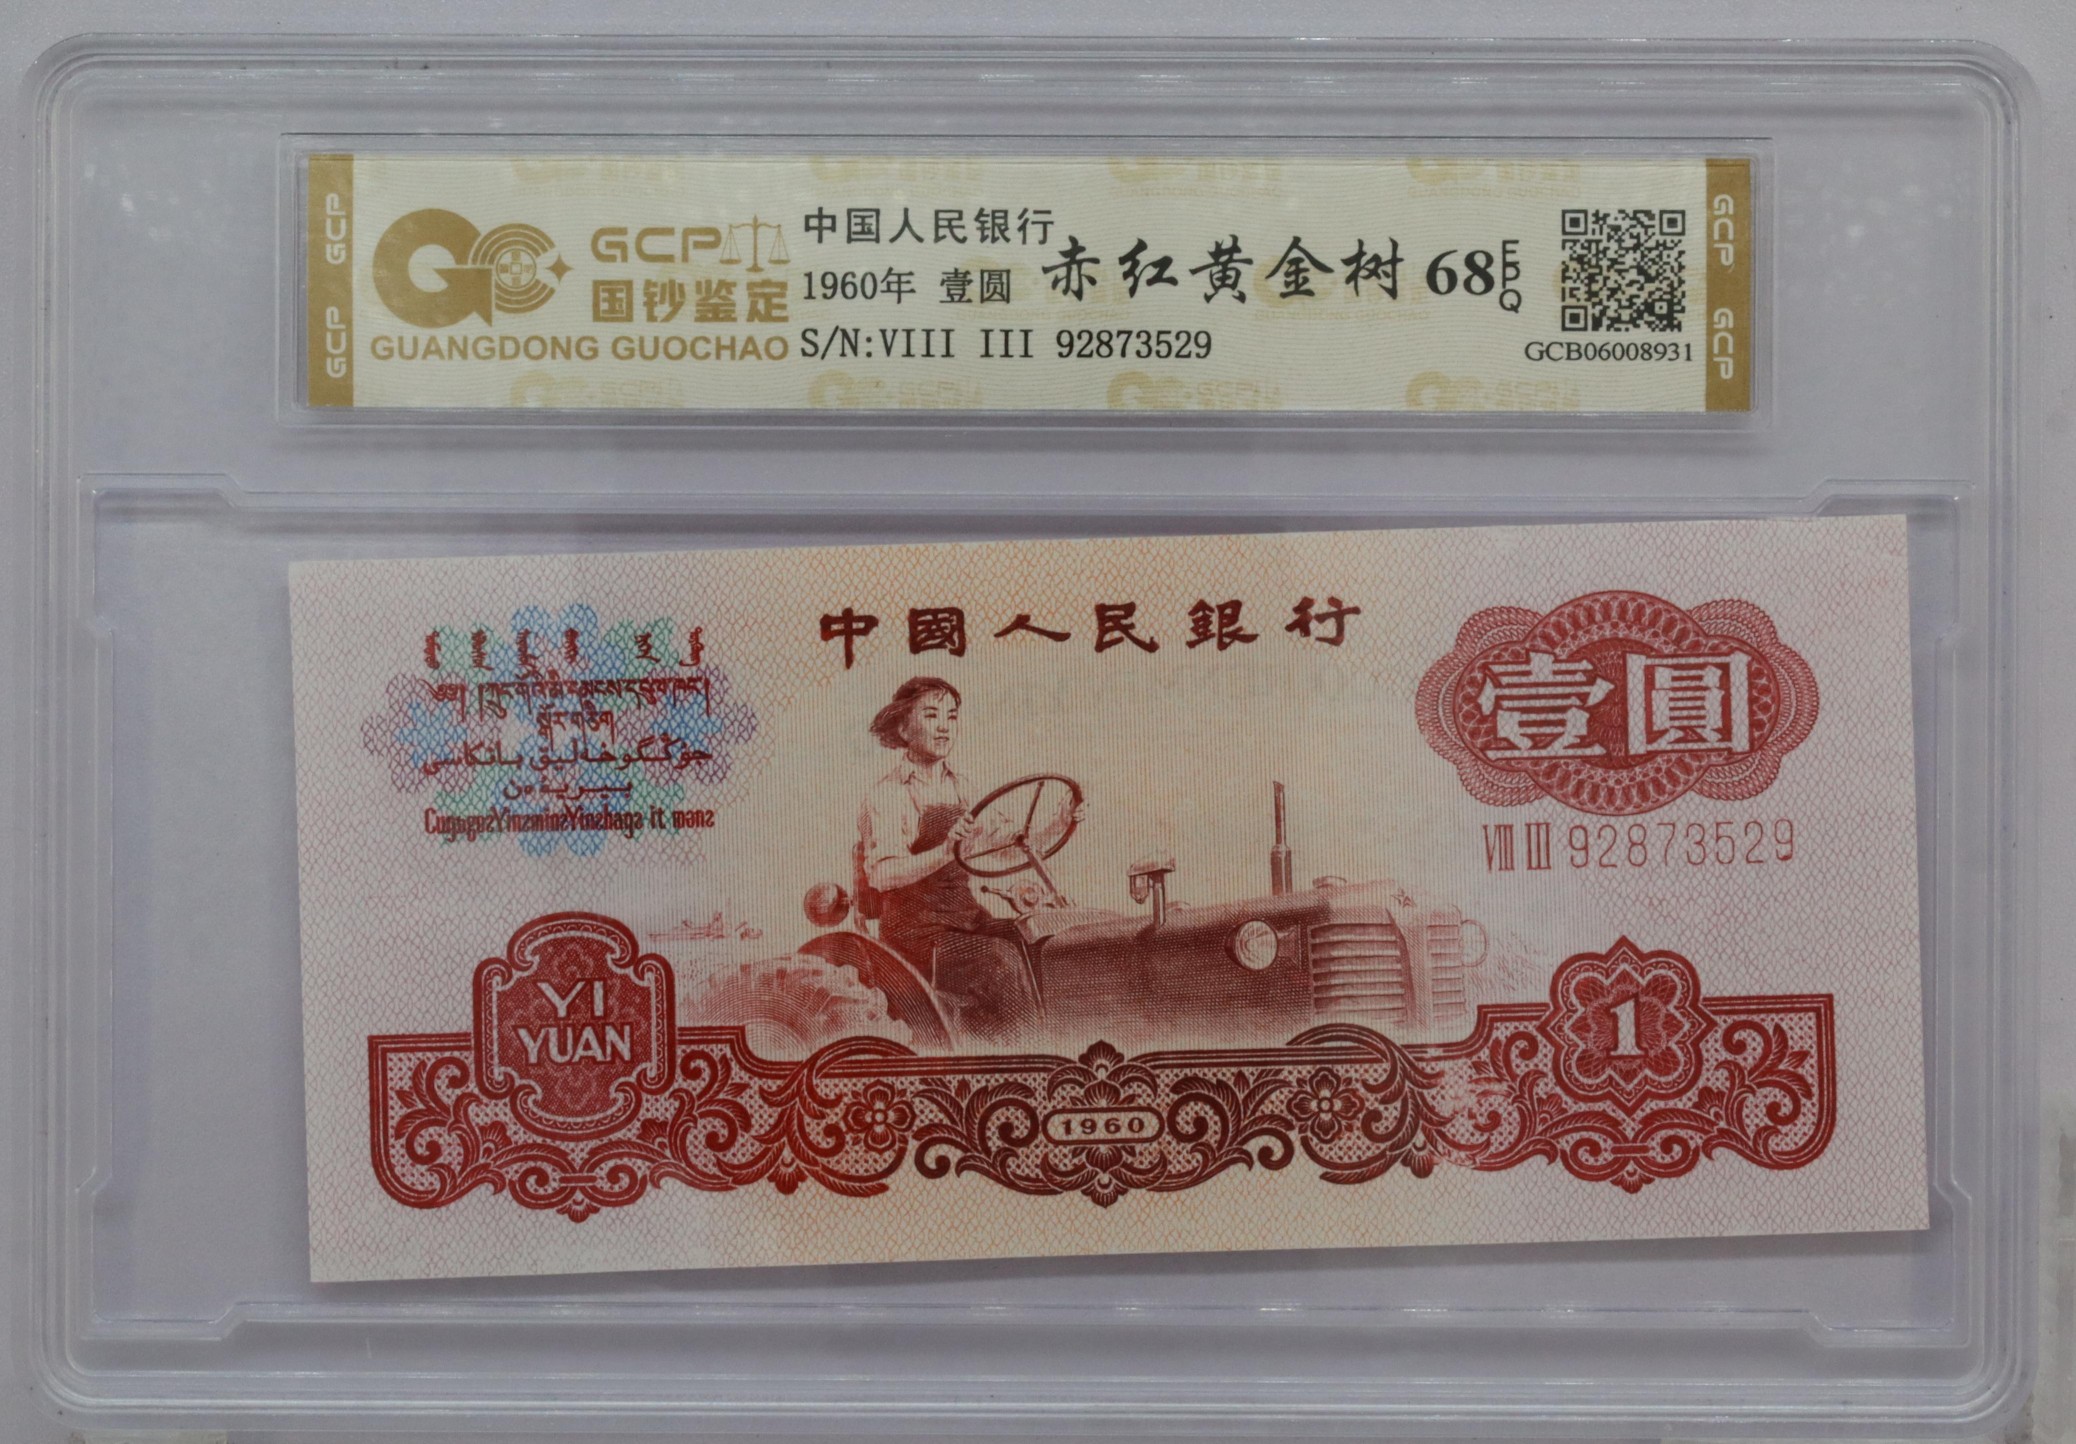 GCP
GCP
GCP
国钞鉴定
GUANGDONG GUOCHAO
中国人民银行
1960年 壹圆
赤红黄金树 68 EPQ
S/N:VIII III 92873529
GCB06008931
GCP
GCP
中國人民銀行
壹圓
VIII III 92873529
YI
YUAN
1960
1